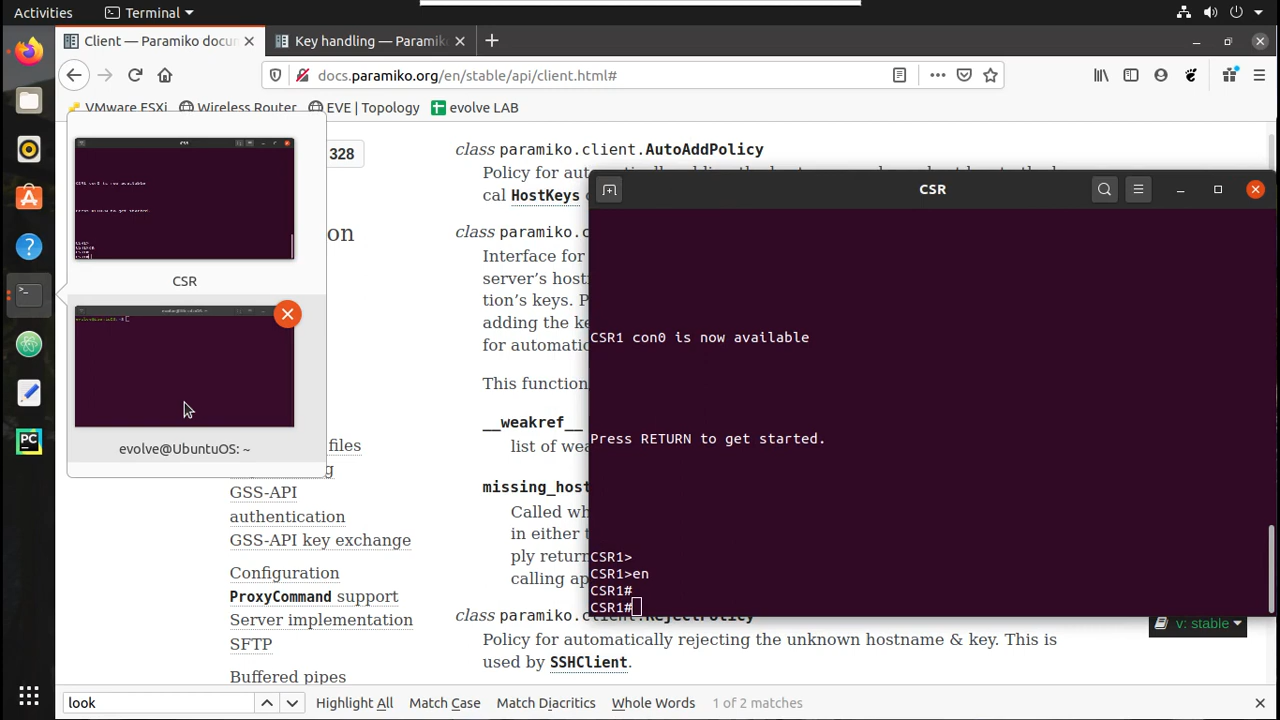 Activities
Terminal
Client — Paramiko docu
Key handling — Paramik
docs.paramiko.org/en/stable/api/client.html#
VMware ESXi
Wireless Router
EVE | Topology
evolve LAB
328
class paramiko.client.AutoAddPolicy
cal HostKeys
class paramiko.c
Interface for
server's host
tion's keys. P
adding the ke
for automatic
This function
__weakref__
list of wea
missing_host
Called wh
in either t
ply return
calling ap
class paramiko.client.RejectPolicy
Policy for automatically rejecting the unknown hostname & key. This is
used by SSHClient.
on
files
g
GSS-API
authentication
GSS-API key exchange
Configuration
ProxyCommand support
Server implementation
SFTP
Buffered pipes
CSR
evolve@UbuntuOS: ~
CSR
CSR1 con0 is now available
Press RETURN to get started.
CSR1>
CSR1>en
CSR1#
CSR1#
v: stable
look
Highlight All
Match Case
Match Diacritics
Whole Words
1 of 2 matches